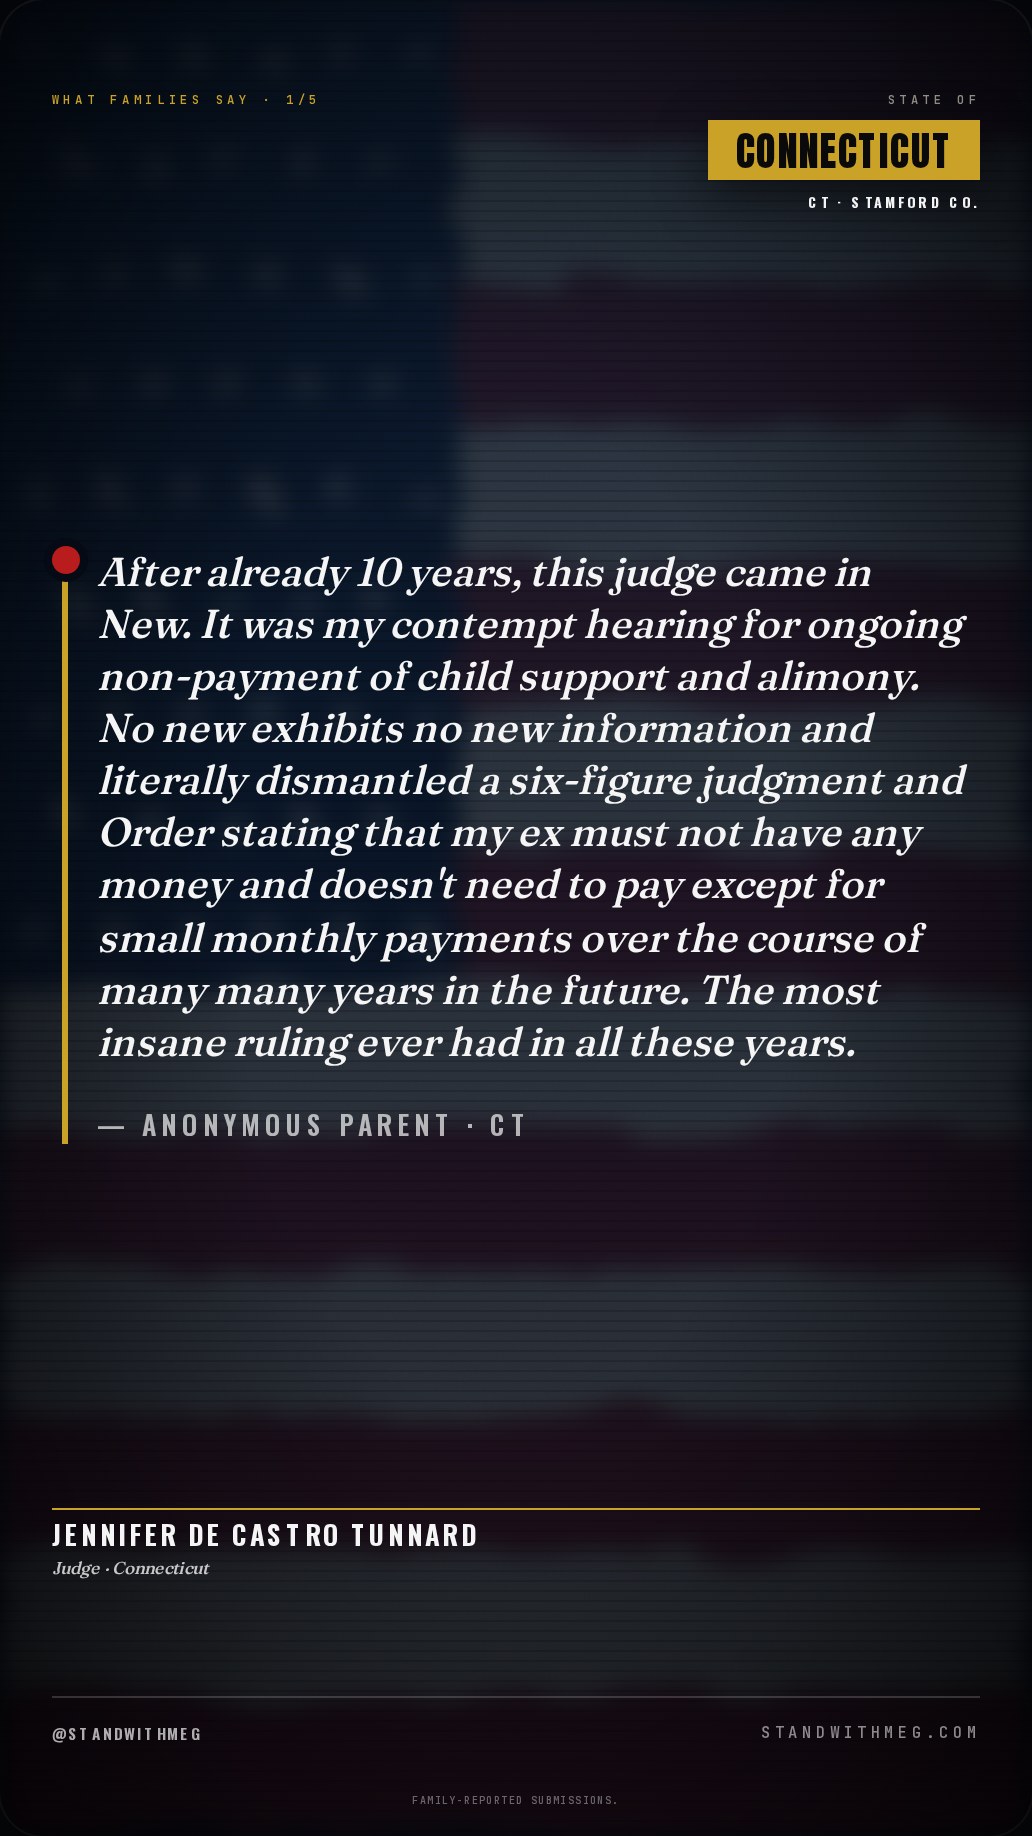 WHAT FAMILIES SAY · 1/5
STATE OF
CONNECTICUT
CT · STAMFORD CO.
After already 10 years, this judge came in
New. It was my contempt hearing for ongoing
non-payment of child support and alimony.
No new exhibits no new information and
literally dismantled a six-figure judgment and
Order stating that my ex must not have any
money and doesn't need to pay except for
small monthly payments over the course of
many many years in the future. The most
insane ruling ever had in all these years.
— ANONYMOUS PARENT · CT
JENNIFER DE CASTRO TUNNARD
Judge · Connecticut
@STANDWITHMEG
STANDWITHMEG.COM
FAMILY-REPORTED SUBMISSIONS.